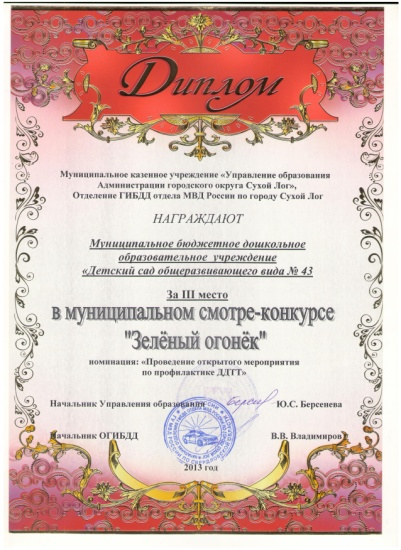 Диплом
Муниципальное казенное учреждение «Управление образования
Администрации городского округа Сухой Лог»,
Отделение ГИБДД отдела МВД России по городу Сухой Лог
НАГРАЖДАЮТ
Муниципальное бюджетное дошкольное
образовательное учреждение
«Детский сад общеразвивающего вида № 43
За III место
в муниципальном смотре-конкурсе
"Зелёный огонёк"
номинация: «Проведение открытого мероприятия
по профилактике ДДТТ»
Начальник Управления образования Ю.С. Берсенева
Начальник ОГИБДД В.В. Владимиров
2013 год